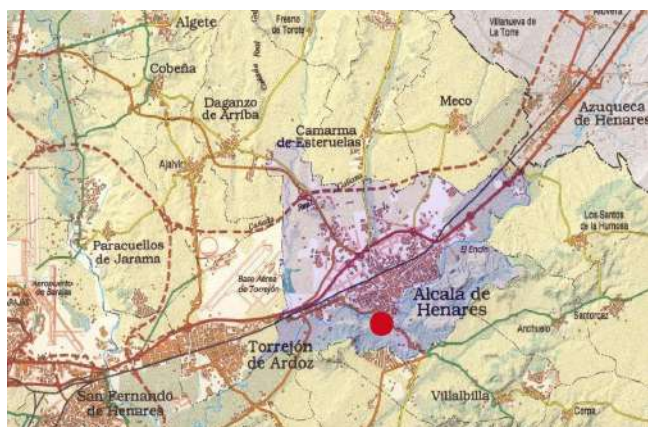 Algete
Fresno
de Torote
Villanueva de
La Torre
Cobeña
Daganzo
de Arriba
Meco
Azuqueca
de Henares
Camarma
de Esteruelas
Ajalvir
Cañada
Los Santos
de la Humosa
Paracuellos
de Jarama
El Encín
Base Aérea
de Torrejón
Aeropuerto
de Barajas
Alcalá de
Henares
Anchuelo
Santorcaz
Torrejón
de Ardoz
San Fernando
de Henares
Villalbilla
Corpa